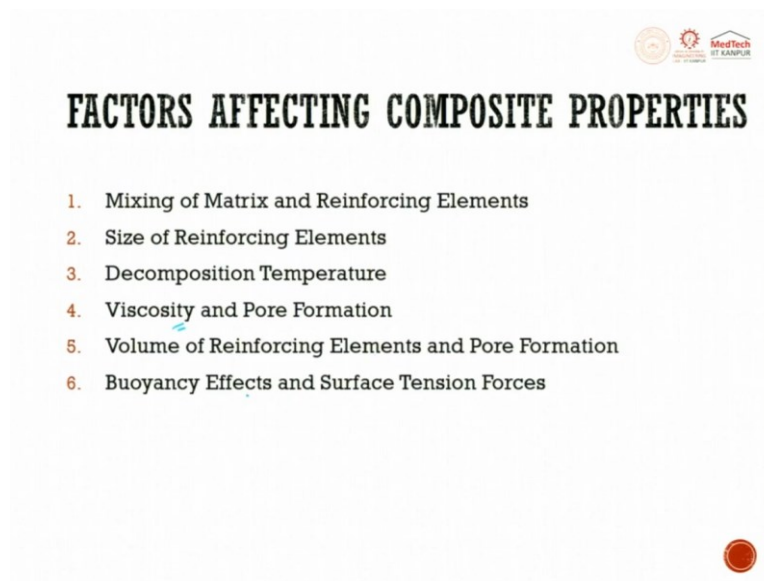 MedTech
IIT KANPUR
FACTORS AFFECTING COMPOSITE PROPERTIES
1. Mixing of Matrix and Reinforcing Elements
2. Size of Reinforcing Elements
3. Decomposition Temperature
4. Viscosity and Pore Formation
5. Volume of Reinforcing Elements and Pore Formation
6. Buoyancy Effects and Surface Tension Forces